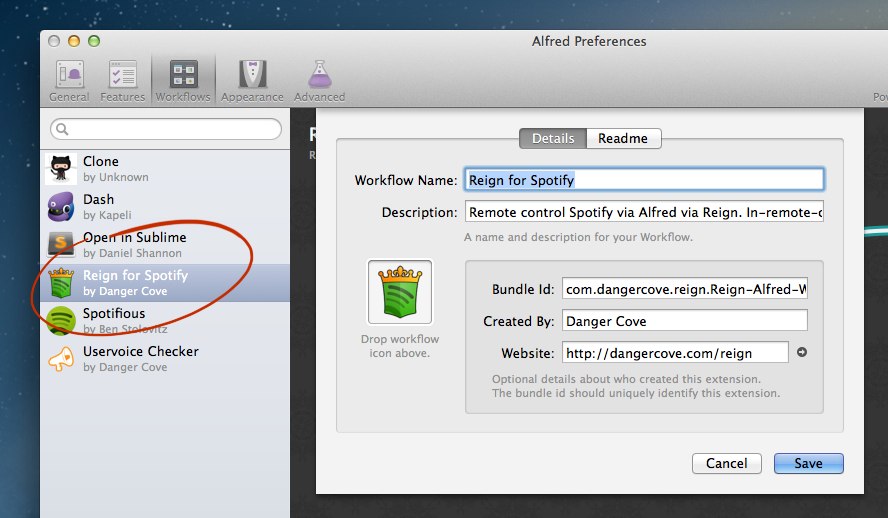 Alfred Preferences
General
Features
Workflows
Appearance
Advanced
Clone
by Unknown
Dash
by Kapeli
Open in Sublime
by Daniel Shannon
Reign for Spotify
by Danger Cove
Spotifious
by Ben Stolovitz
Uservoice Checker
by Danger Cove
Details
Readme
Workflow Name: Reign for Spotify
Description: Remote control Spotify via Alfred via Reign. In-remote-c
A name and description for your Workflow.
Drop workflow
icon above.
Bundle Id: com.dangercove.reign.Reign-Alfred-W
Created By: Danger Cove
Website: http://dangercove.com/reign
Optional details about who created this extension.
The bundle id should uniquely identify this extension.
Cancel
Save